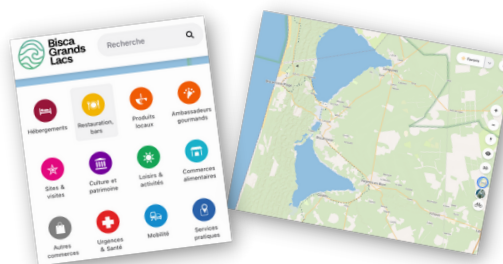 Bisca
Grands
Lacs
Recherche
Hébergements
Restauration,
bars
Produits
locaux
Ambassadeurs
gourmands
Sites &
visites
Culture et
patrimoine
Loisirs &
activités
Commerces
alimentaires
Autres
commerces
Urgences
& Santé
Mobilité
Services
pratiques